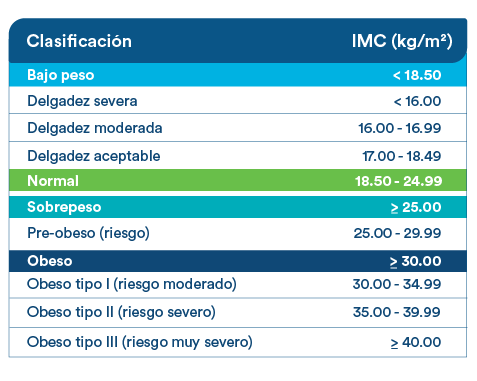 Clasificación IMC (kg/m²)
Bajo peso < 18.50
Delgadez severa < 16.00
Delgadez moderada 16.00 - 16.99
Delgadez aceptable 17.00 - 18.49
Normal 18.50 - 24.99
Sobrepeso ≥ 25.00
Pre-obeso (riesgo) 25.00 - 29.99
Obeso ≥ 30.00
Obeso tipo I (riesgo moderado) 30.00 - 34.99
Obeso tipo II (riesgo severo) 35.00 - 39.99
Obeso tipo III (riesgo muy severo) ≥ 40.00